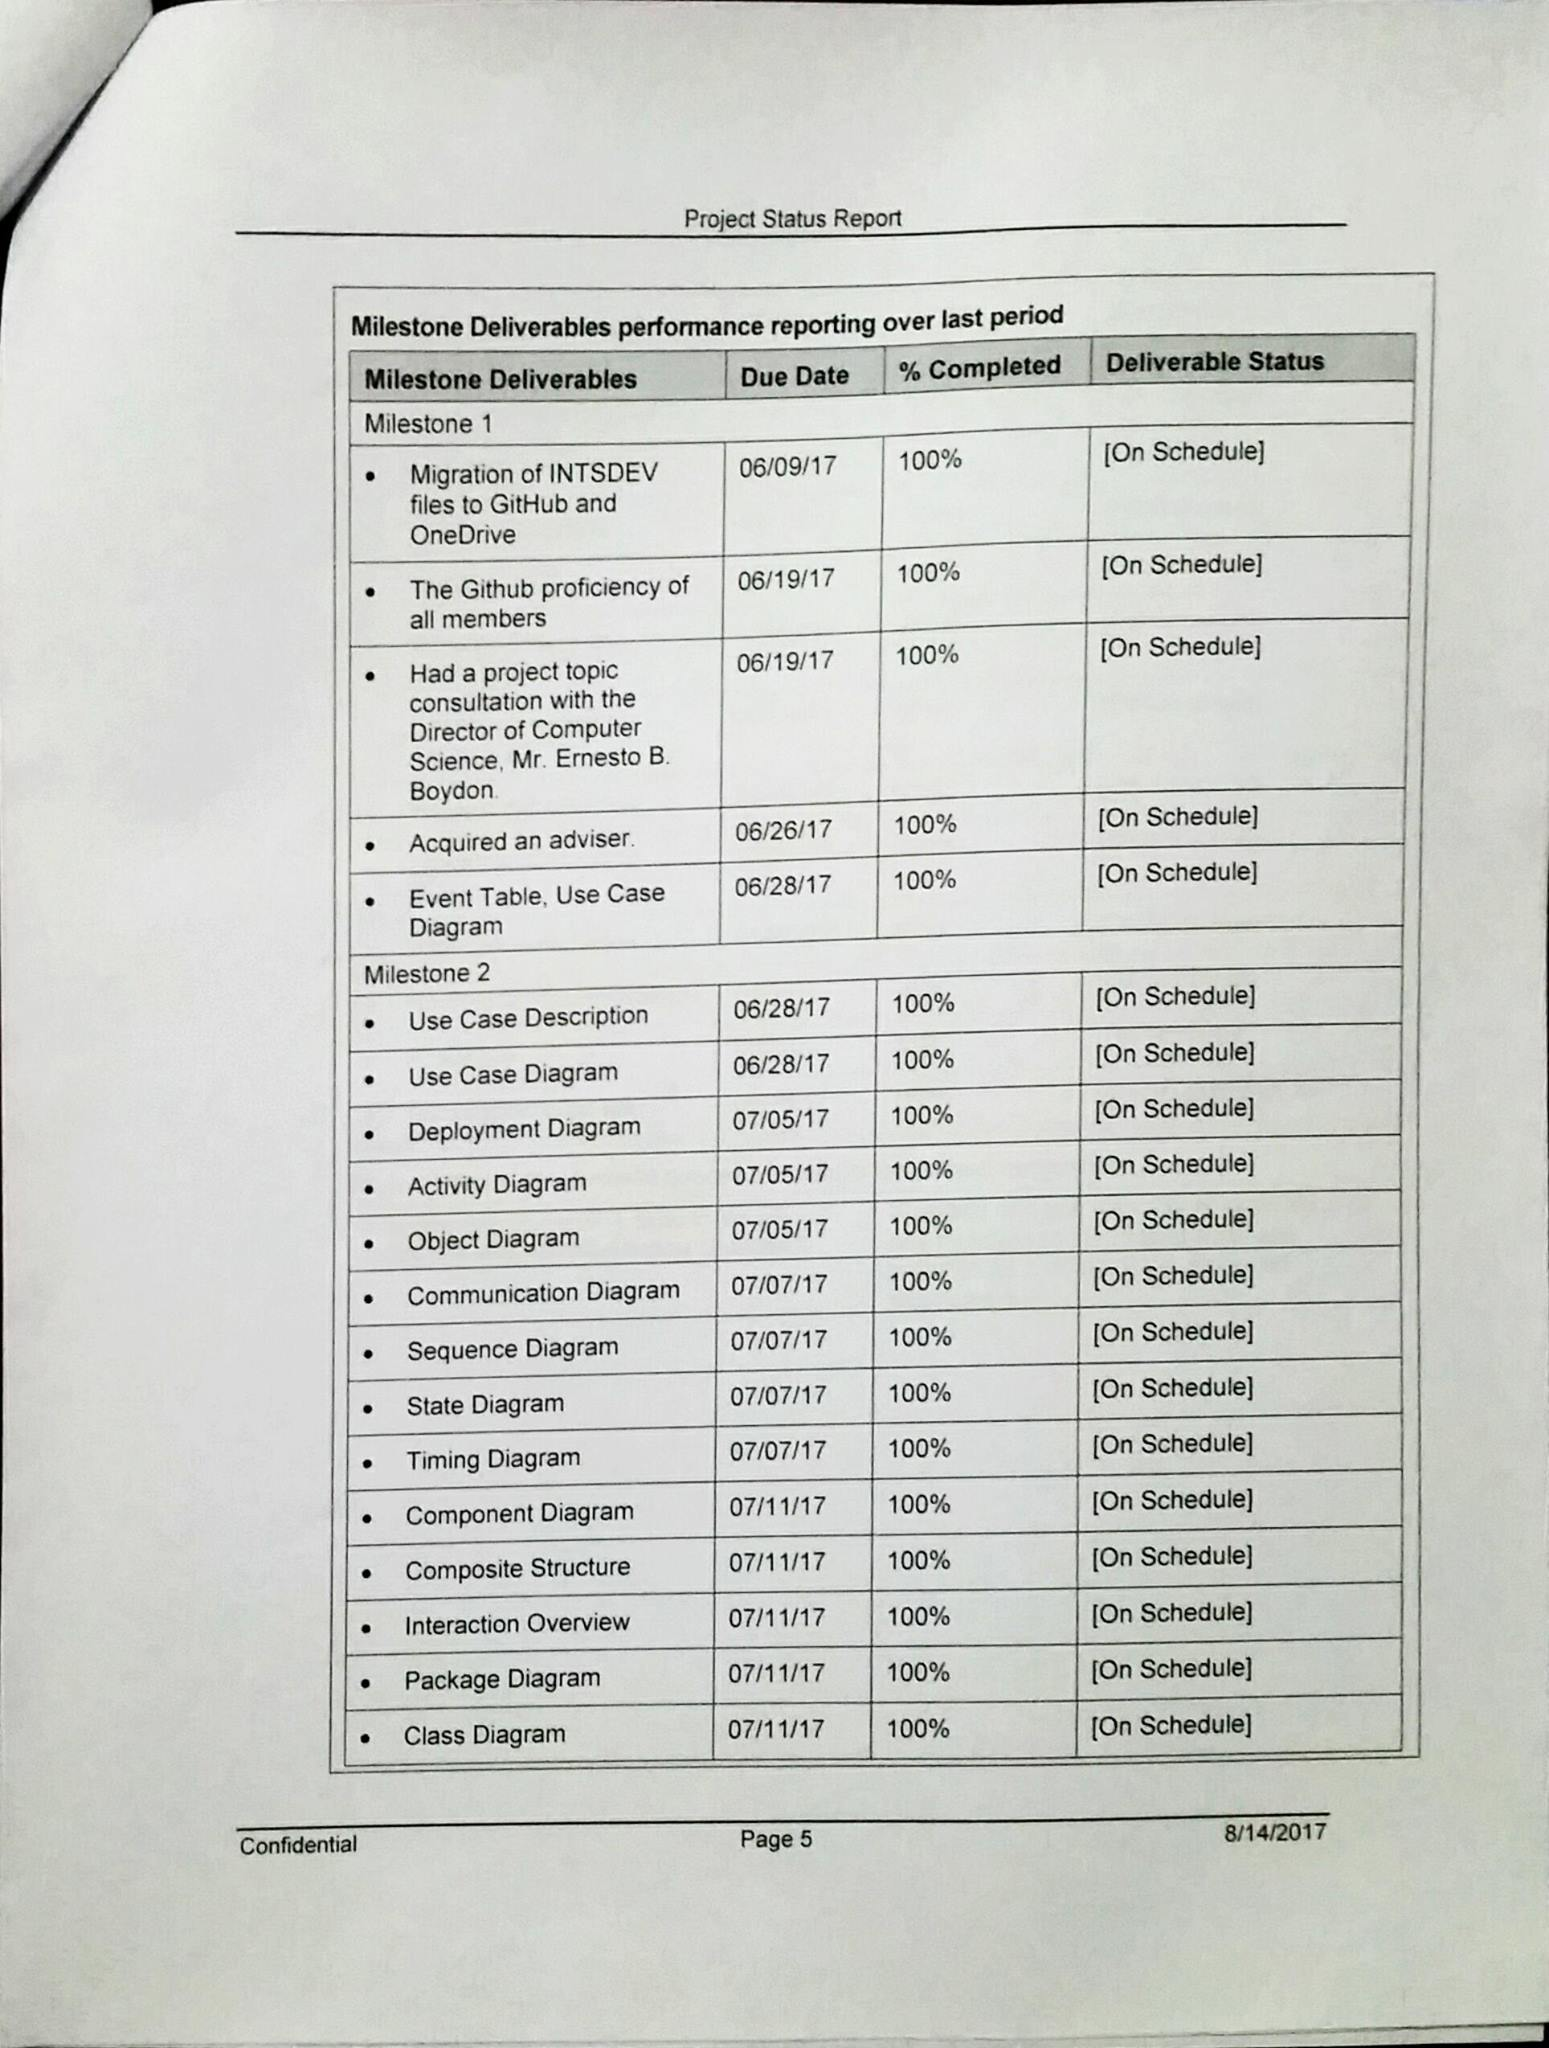 Project Status Report
Milestone Deliverables performance reporting over last period
Milestone Deliverables Due Date % Completed Deliverable Status
Milestone 1
• Migration of INTSDEV 06/09/17 100% [On Schedule]
files to GitHub and
OneDrive
• The Github proficiency of 06/19/17 100% [On Schedule]
all members
• Had a project topic 06/19/17 100% [On Schedule]
consultation with the
Director of Computer
Science, Mr. Ernesto B.
Boydon.
• Acquired an adviser. 06/26/17 100% [On Schedule]
• Event Table, Use Case 06/28/17 100% [On Schedule]
Diagram
Milestone 2
• Use Case Description 06/28/17 100% [On Schedule]
• Use Case Diagram 06/28/17 100% [On Schedule]
• Deployment Diagram 07/05/17 100% [On Schedule]
• Activity Diagram 07/05/17 100% [On Schedule]
• Object Diagram 07/05/17 100% [On Schedule]
• Communication Diagram 07/07/17 100% [On Schedule]
• Sequence Diagram 07/07/17 100% [On Schedule]
• State Diagram 07/07/17 100% [On Schedule]
• Timing Diagram 07/07/17 100% [On Schedule]
• Component Diagram 07/11/17 100% [On Schedule]
• Composite Structure 07/11/17 100% [On Schedule]
• Interaction Overview 07/11/17 100% [On Schedule]
• Package Diagram 07/11/17 100% [On Schedule]
• Class Diagram 07/11/17 100% [On Schedule]
Confidential Page 5 8/14/2017